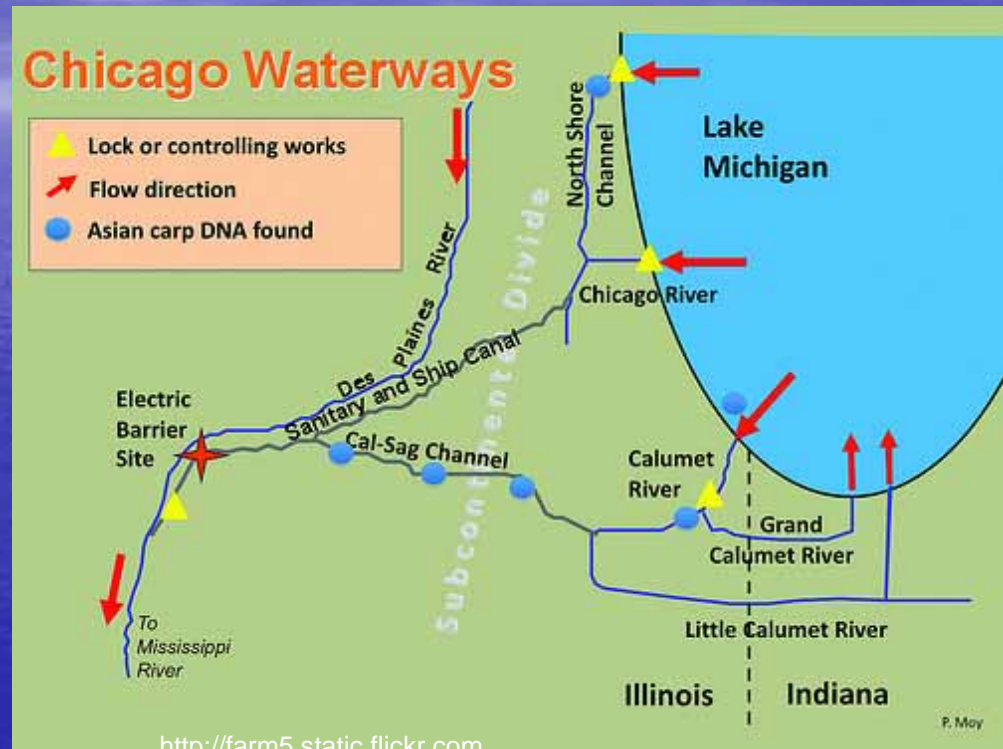 Chicago Waterways
Lock or controlling works
Flow direction
Asian carp DNA found
North Shore
Channel
Lake
Michigan
Des Plaines River
Subcontinental Divide
Chicago River
Sanitary and Ship Canal
Electric
Barrier
Site
Cal-Sag Channel
Calumet
River
Grand
Calumet River
To
Mississippi
River
Little Calumet River
Illinois
Indiana
P. Moy
http://farm5.static.flickr.com